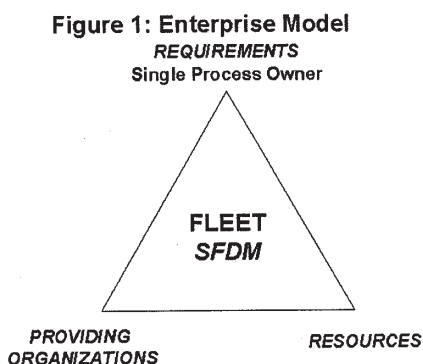 Figure 1: Enterprise Model
REQUIREMENTS
Single Process Owner
FLEET
SFDM
PROVIDING
ORGANIZATIONS
RESOURCES